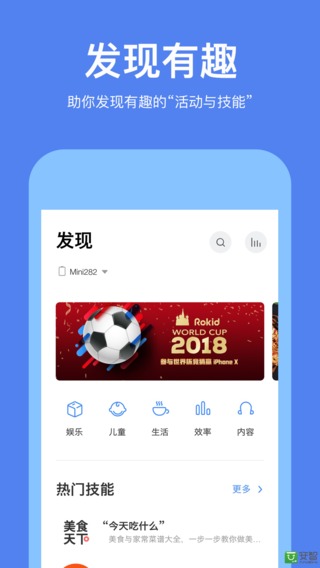 发现有趣
助你发现有趣的“活动与技能”
发现
Mini282
Rokid
WORLD CUP
2018
参与世界杯竞猜赢 iPhone X
娱乐 儿童 生活 效率 内容
热门技能 更多
美食天下 “今天吃什么”
美食与家常菜谱大全，一步一步教你做美...
安智